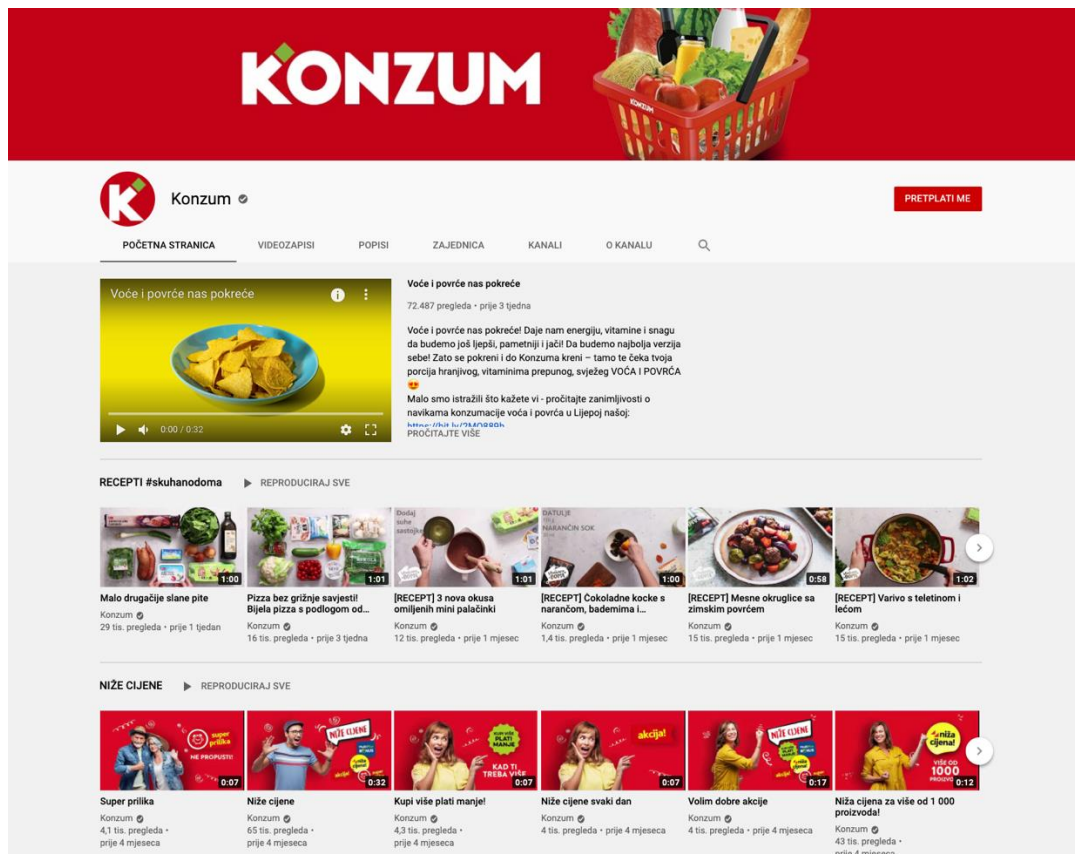 KONZUM
KONZUM
Konzum
PRETPLATI ME
POČETNA STRANICA VIDEOZAPISI POPISI ZAJEDNICA KANALI O KANALU
Voće i povrće nas pokreće
0:00 / 0:32
Voće i povrće nas pokreće
72.487 pregleda • prije 3 tjedna
Voće i povrće nas pokreće! Daje nam energiju, vitamine i snagu
da budemo još ljepši, pametniji i jači! Da budemo najbolja verzija
sebe! Zato se pokreni i do Konzuma kreni – tamo te čeka tvoja
porcija hranjivog, vitaminima prepunog, svježeg VOĆA I POVRĆA
😍
Malo smo istražili što kažete vi - pročitajte zanimljivosti o
navikama konzumacije voća i povrća u Lijepoj našoj:
PROČITAJTE VIŠE
RECEPTI #skuhanodoma REPRODUCIRAJ SVE
1:00
Malo drugačije slane pite
Konzum
29 tis. pregleda • prije 1 tjedan
1:01
Pizza bez grižnje savjesti!
Bijela pizza s podlogom od...
Konzum
16 tis. pregleda • prije 3 tjedna
Dodaj
suhe
sastojke
1:01
[RECEPT] 3 nova okusa
omiljenih mini palačinki
Konzum
12 tis. pregleda • prije 1 mjesec
DATULJE
NARANČIN SOK
1:00
[RECEPT] Čokoladne kocke s
narančom, bademima i...
Konzum
1,4 tis. pregleda • prije 1 mjesec
0:58
[RECEPT] Mesne okruglice sa
zimskim povrćem
Konzum
15 tis. pregleda • prije 1 mjesec
1:02
[RECEPT] Varivo s teletinom i
lećom
Konzum
15 tis. pregleda • prije 1 mjesec
NIŽE CIJENE REPRODUCIRAJ SVE
super
prilika
NE PROPUSTI!
0:07
Super prilika
Konzum
4,1 tis. pregleda •
prije 4 mjeseca
NIŽE CIJENE
akcija!
0:32
Niže cijene
Konzum
65 tis. pregleda •
prije 4 mjeseca
KUPI VIŠE
PLATI
MANJE
KAD TI
TREBA VIŠE
0:07
Kupi više plati manje!
Konzum
4,3 tis. pregleda •
prije 4 mjeseca
akcija!
0:07
Niže cijene svaki dan
Konzum
4 tis. pregleda • prije 4 mjeseca
NIŽE CIJENE
0:17
Volim dobre akcije
Konzum
4 tis. pregleda • prije 4 mjeseca
niža
cijena!
VIŠE OD
1000
0:12
Niža cijena za više od 1 000
proizvoda!
Konzum
43 tis. pregleda •
prije 4 mjeseca